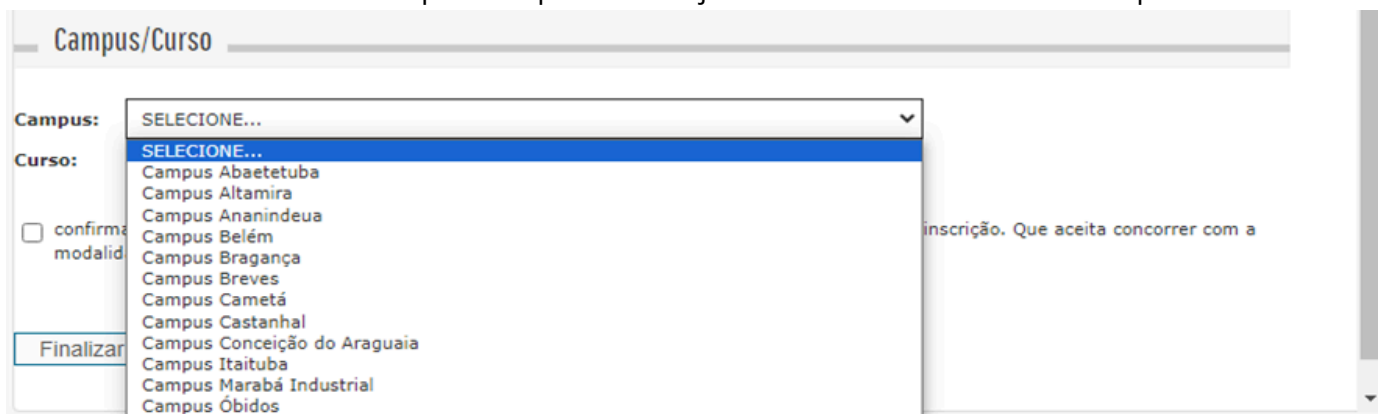 Campus/Curso
Campus: SELECIONE...
Curso:
SELECIONE...
Campus Abaetetuba
Campus Altamira
Campus Ananindeua
Campus Belém
Campus Bragança
Campus Breves
Campus Cametá
Campus Castanhal
Campus Conceição do Araguaia
Campus Itaituba
Campus Marabá Industrial
Campus Óbidos
inscrição. Que aceita concorrer com a
Finalizar